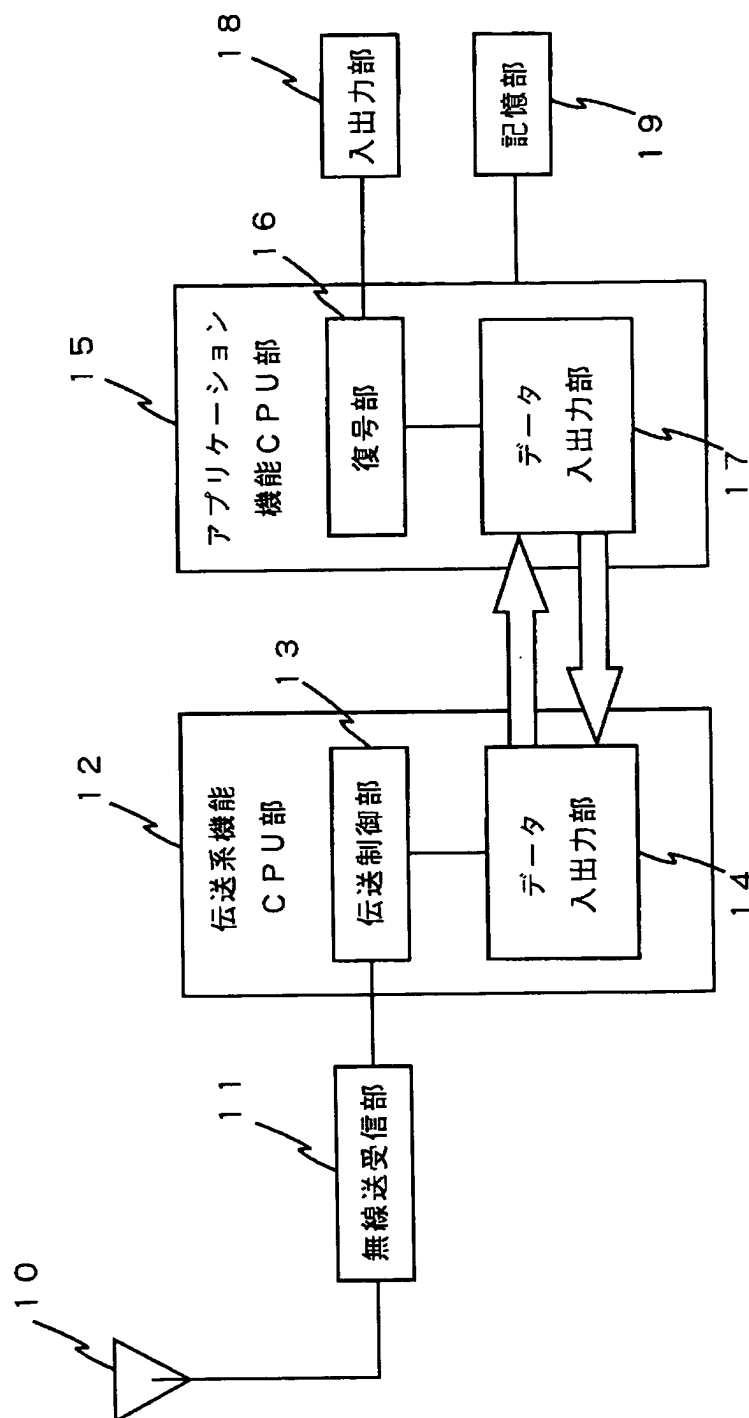 １０
１１
無線送受信部
１２
伝送系機能
ＣＰＵ部
１３
伝送制御部
データ
入出力部
１４
１５
アプリケーション
機能ＣＰＵ部
１６
復号部
データ
入出力部
１７
１８
入出力部
記憶部
１９